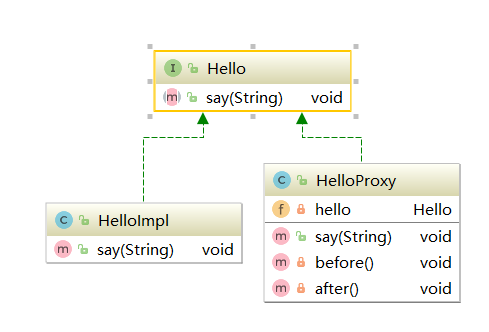 I Hello
m say(String) void
C HelloImpl
m say(String) void
C HelloProxy
f hello Hello
m say(String) void
m before() void
m after() void